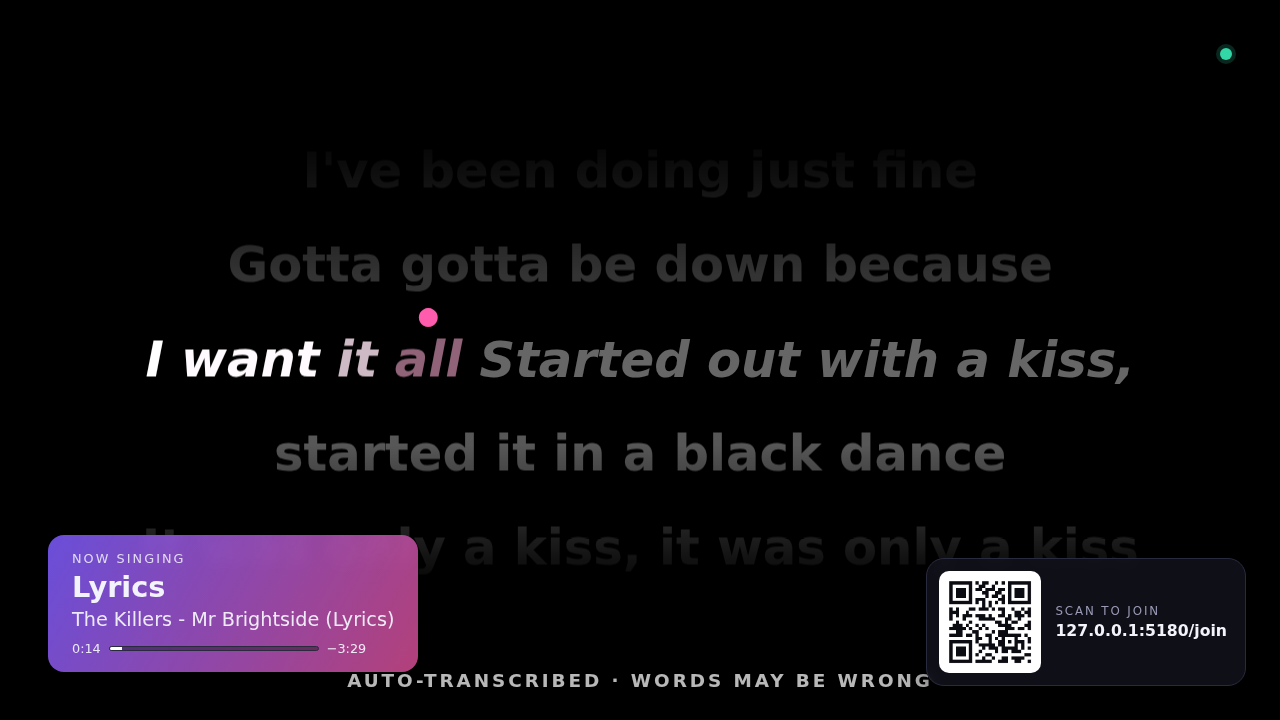 I've been doing just fine
Gotta gotta be down because
I want it all Started out with a kiss,
started it in a black dance
a kiss, it was only a kiss
NOW SINGING
Lyrics
The Killers - Mr Brightside (Lyrics)
0:14 −3:29
SCAN TO JOIN
127.0.0.1:5180/join
AUTO-TRANSCRIBED · WORDS MAY BE WRONG